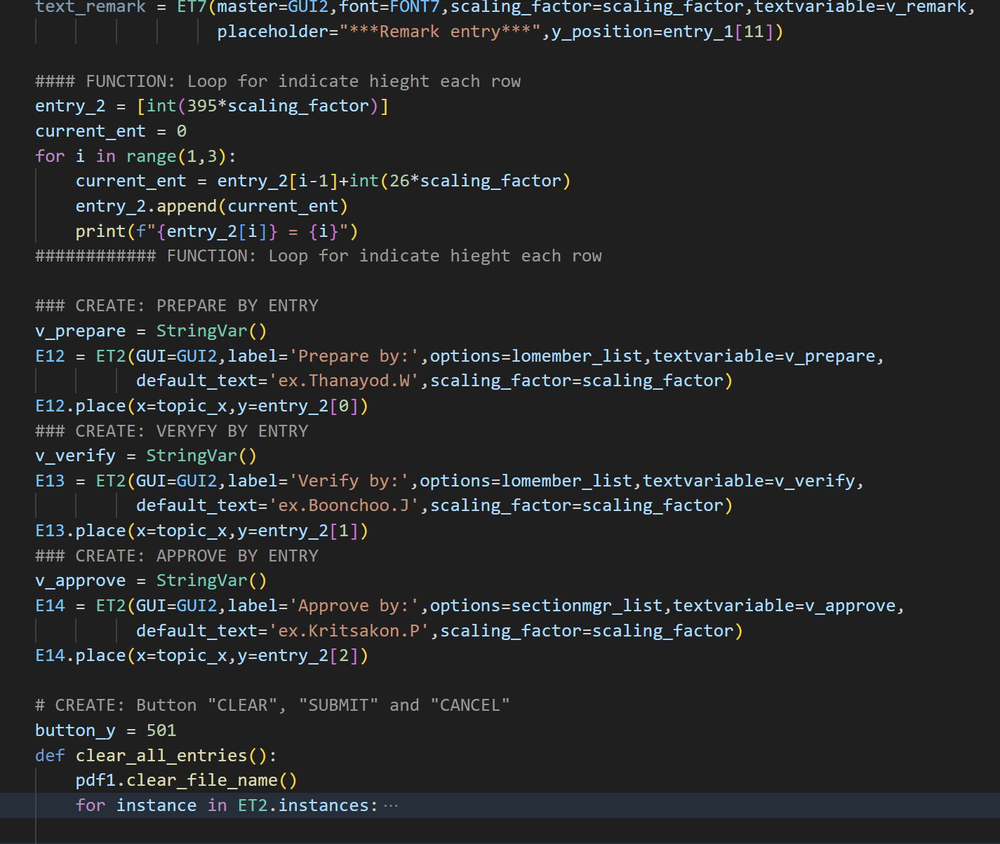 text_remark = ET7(master=GUI2,font=FONT7,scaling_factor=scaling_factor,textvariable=v_remark,
placeholder="***Remark entry***",y_position=entry_1[11])
#### FUNCTION: Loop for indicate hieght each row
entry_2 = [int(395*scaling_factor)]
current_ent = 0
for i in range(1,3):
    current_ent = entry_2[i-1]+int(26*scaling_factor)
    entry_2.append(current_ent)
    print(f"{entry_2[i]} = {i}")
############ FUNCTION: Loop for indicate hieght each row
### CREATE: PREPARE BY ENTRY
v_prepare = StringVar()
E12 = ET2(GUI=GUI2,label='Prepare by:',options=lomember_list,textvariable=v_prepare,
          default_text='ex.Thanayod.W',scaling_factor=scaling_factor)
E12.place(x=topic_x,y=entry_2[0])
### CREATE: VERYFY BY ENTRY
v_verify = StringVar()
E13 = ET2(GUI=GUI2,label='Verify by:',options=lomember_list,textvariable=v_verify,
          default_text='ex.Boonchoo.J',scaling_factor=scaling_factor)
E13.place(x=topic_x,y=entry_2[1])
### CREATE: APPROVE BY ENTRY
v_approve = StringVar()
E14 = ET2(GUI=GUI2,label='Approve by:',options=sectionmgr_list,textvariable=v_approve,
          default_text='ex.Kritsakon.P',scaling_factor=scaling_factor)
E14.place(x=topic_x,y=entry_2[2])
# CREATE: Button "CLEAR", "SUBMIT" and "CANCEL"
button_y = 501
def clear_all_entries():
    pdf1.clear_file_name()
    for instance in ET2.instances: ···